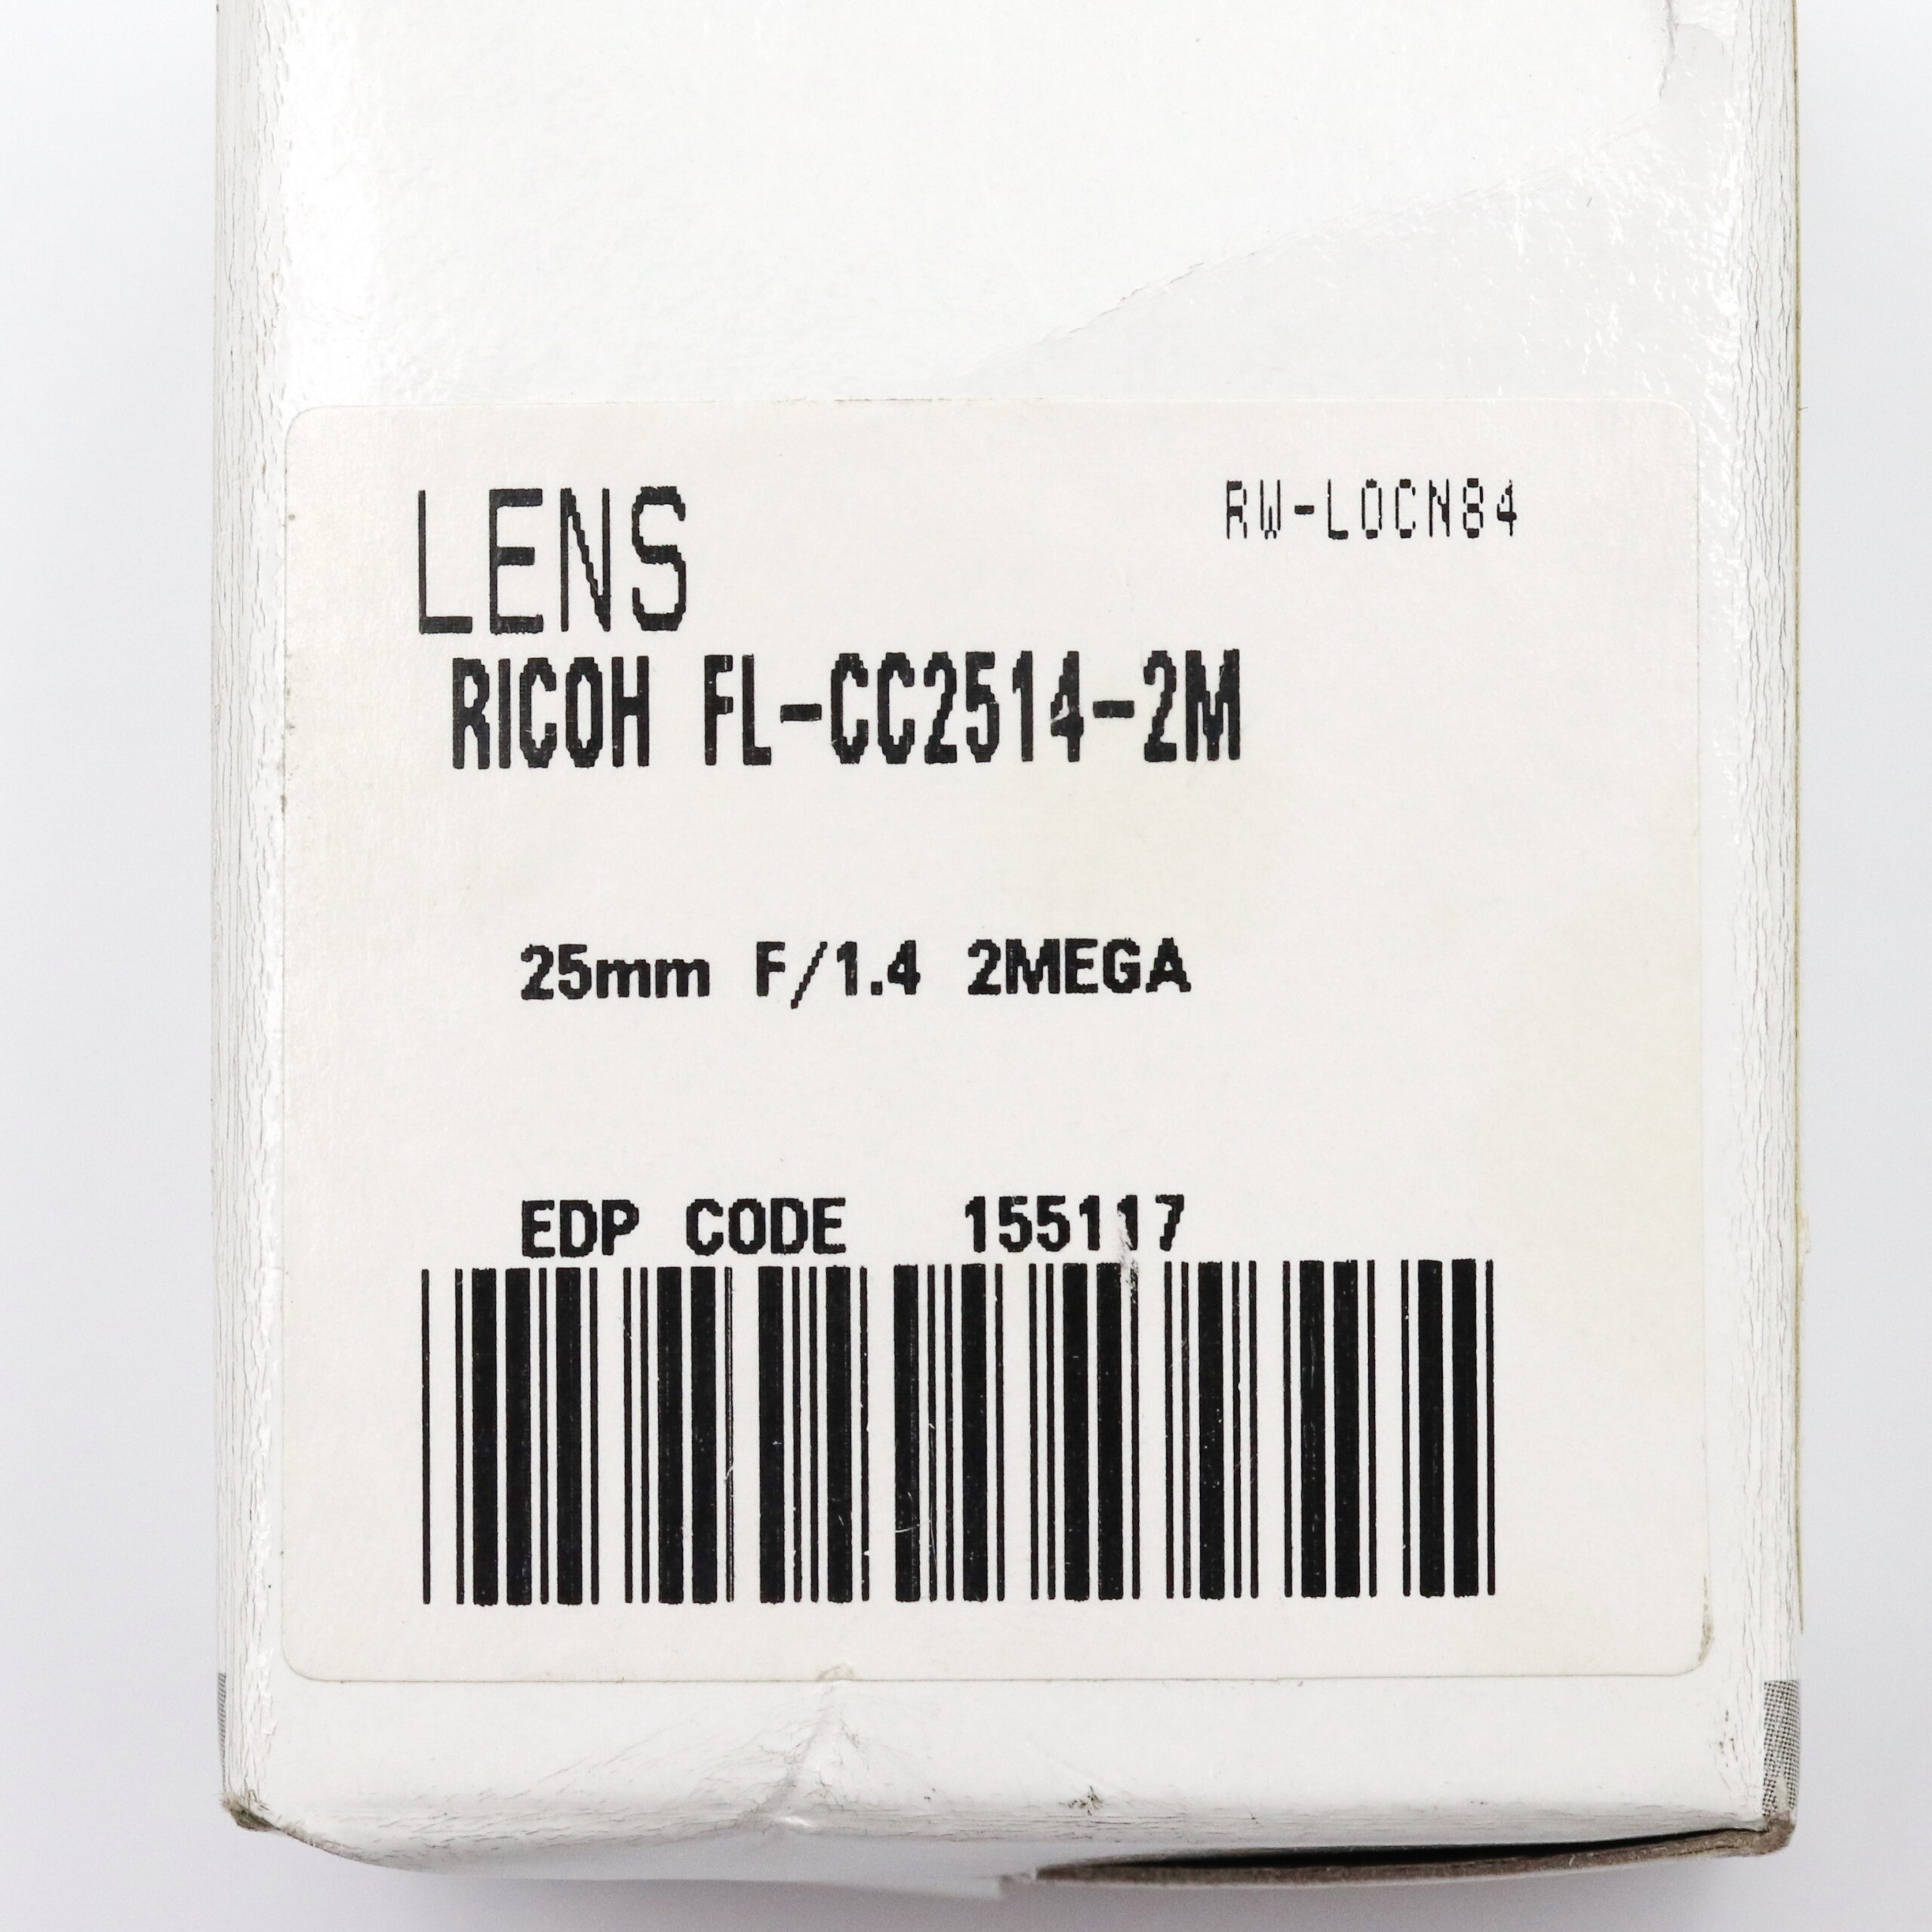 LENS RW-LOCN84
RICOH FL-CC2514-2M
25mm F/1.4 2MEGA
EDP CODE 155117